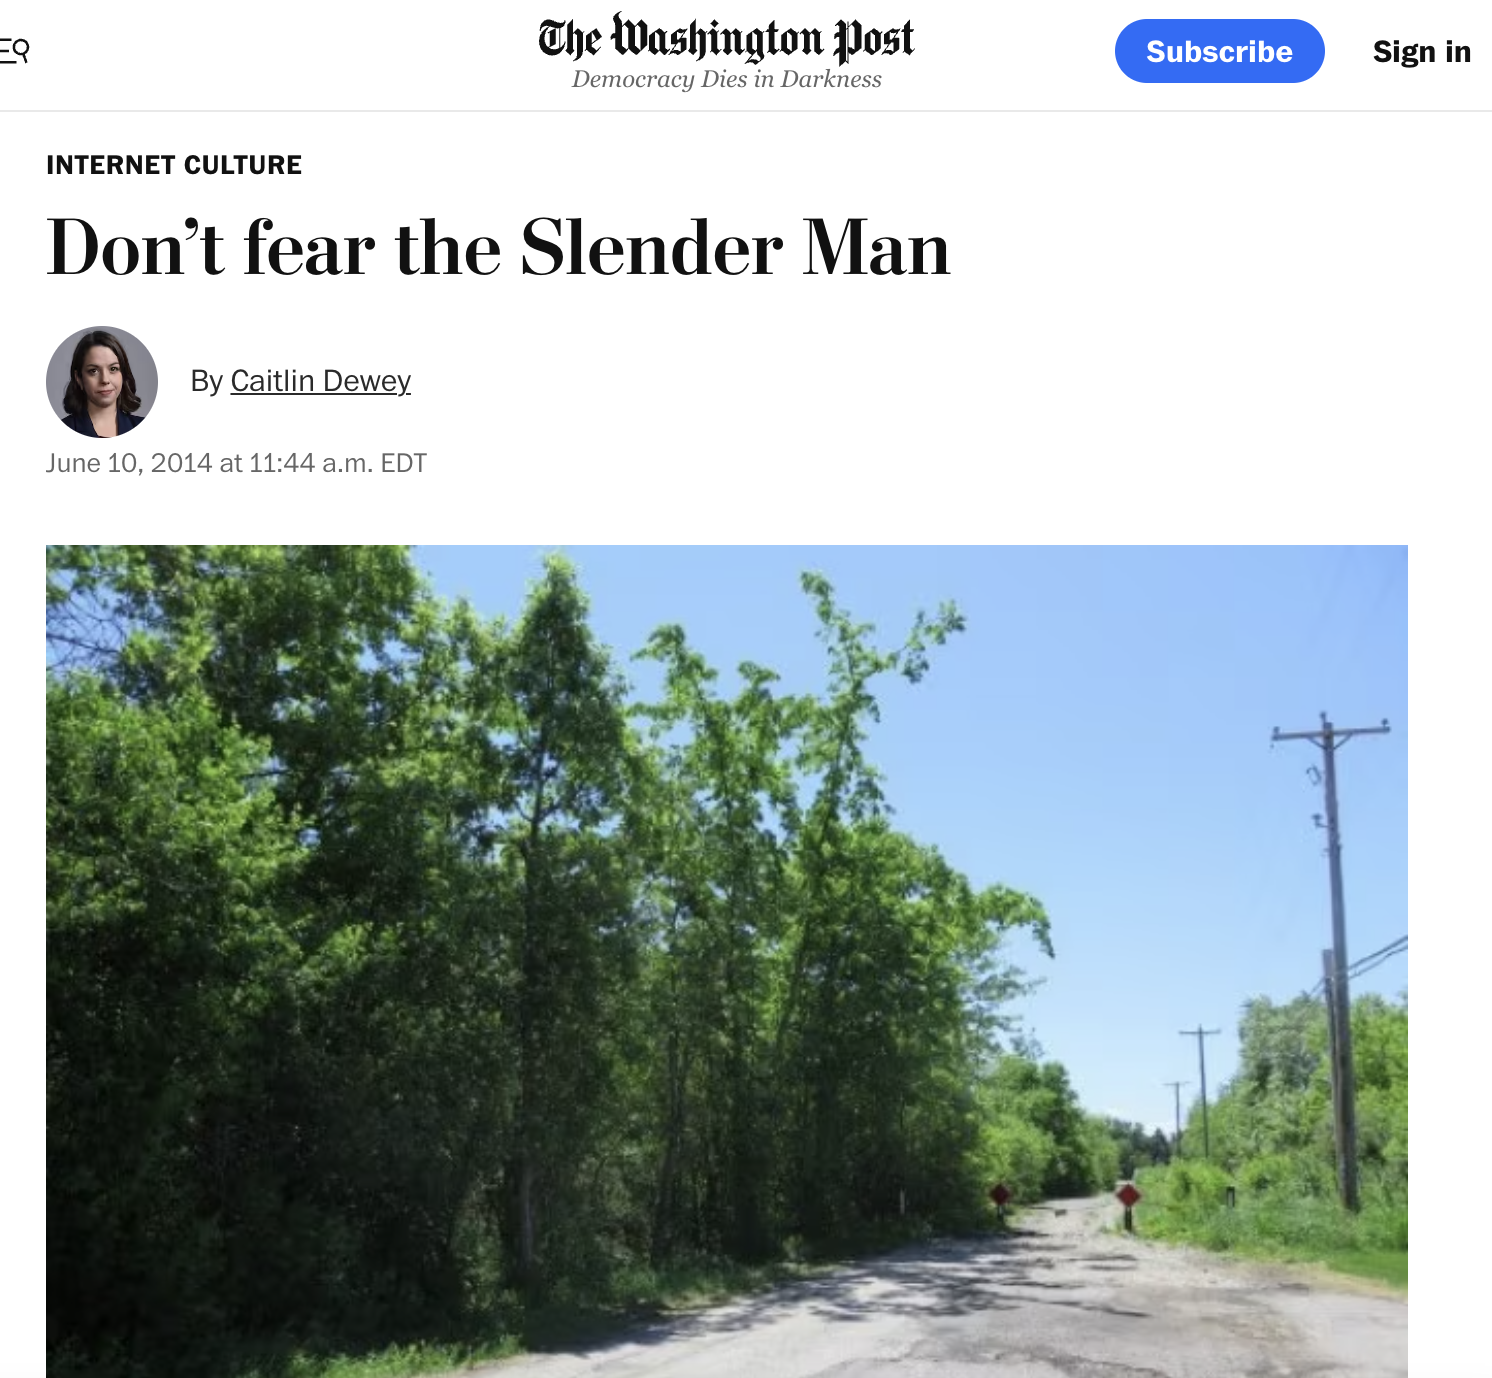 The Washington Post
Democracy Dies in Darkness
Subscribe
Sign in
INTERNET CULTURE
Don’t fear the Slender Man
By Caitlin Dewey
June 10, 2014 at 11:44 a.m. EDT